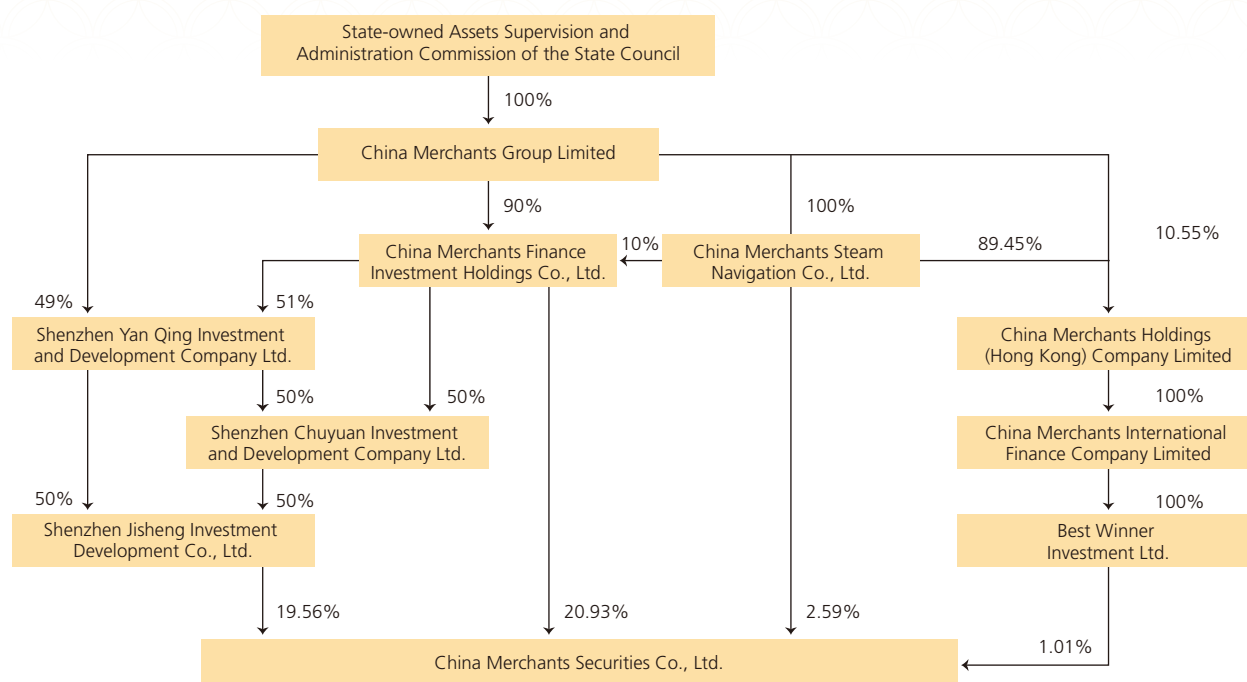 State-owned Assets Supervision and
Administration Commission of the State Council
100%
China Merchants Group Limited
90%
100%
10.55%
China Merchants Finance
Investment Holdings Co., Ltd.
10%
China Merchants Steam
Navigation Co., Ltd.
89.45%
49%
51%
Shenzhen Yan Qing Investment
and Development Company Ltd.
China Merchants Holdings
(Hong Kong) Company Limited
50%
50%
100%
Shenzhen Chuyuan Investment
and Development Company Ltd.
China Merchants International
Finance Company Limited
50%
50%
100%
Shenzhen Jisheng Investment
Development Co., Ltd.
Best Winner
Investment Ltd.
19.56%
20.93%
2.59%
1.01%
China Merchants Securities Co., Ltd.